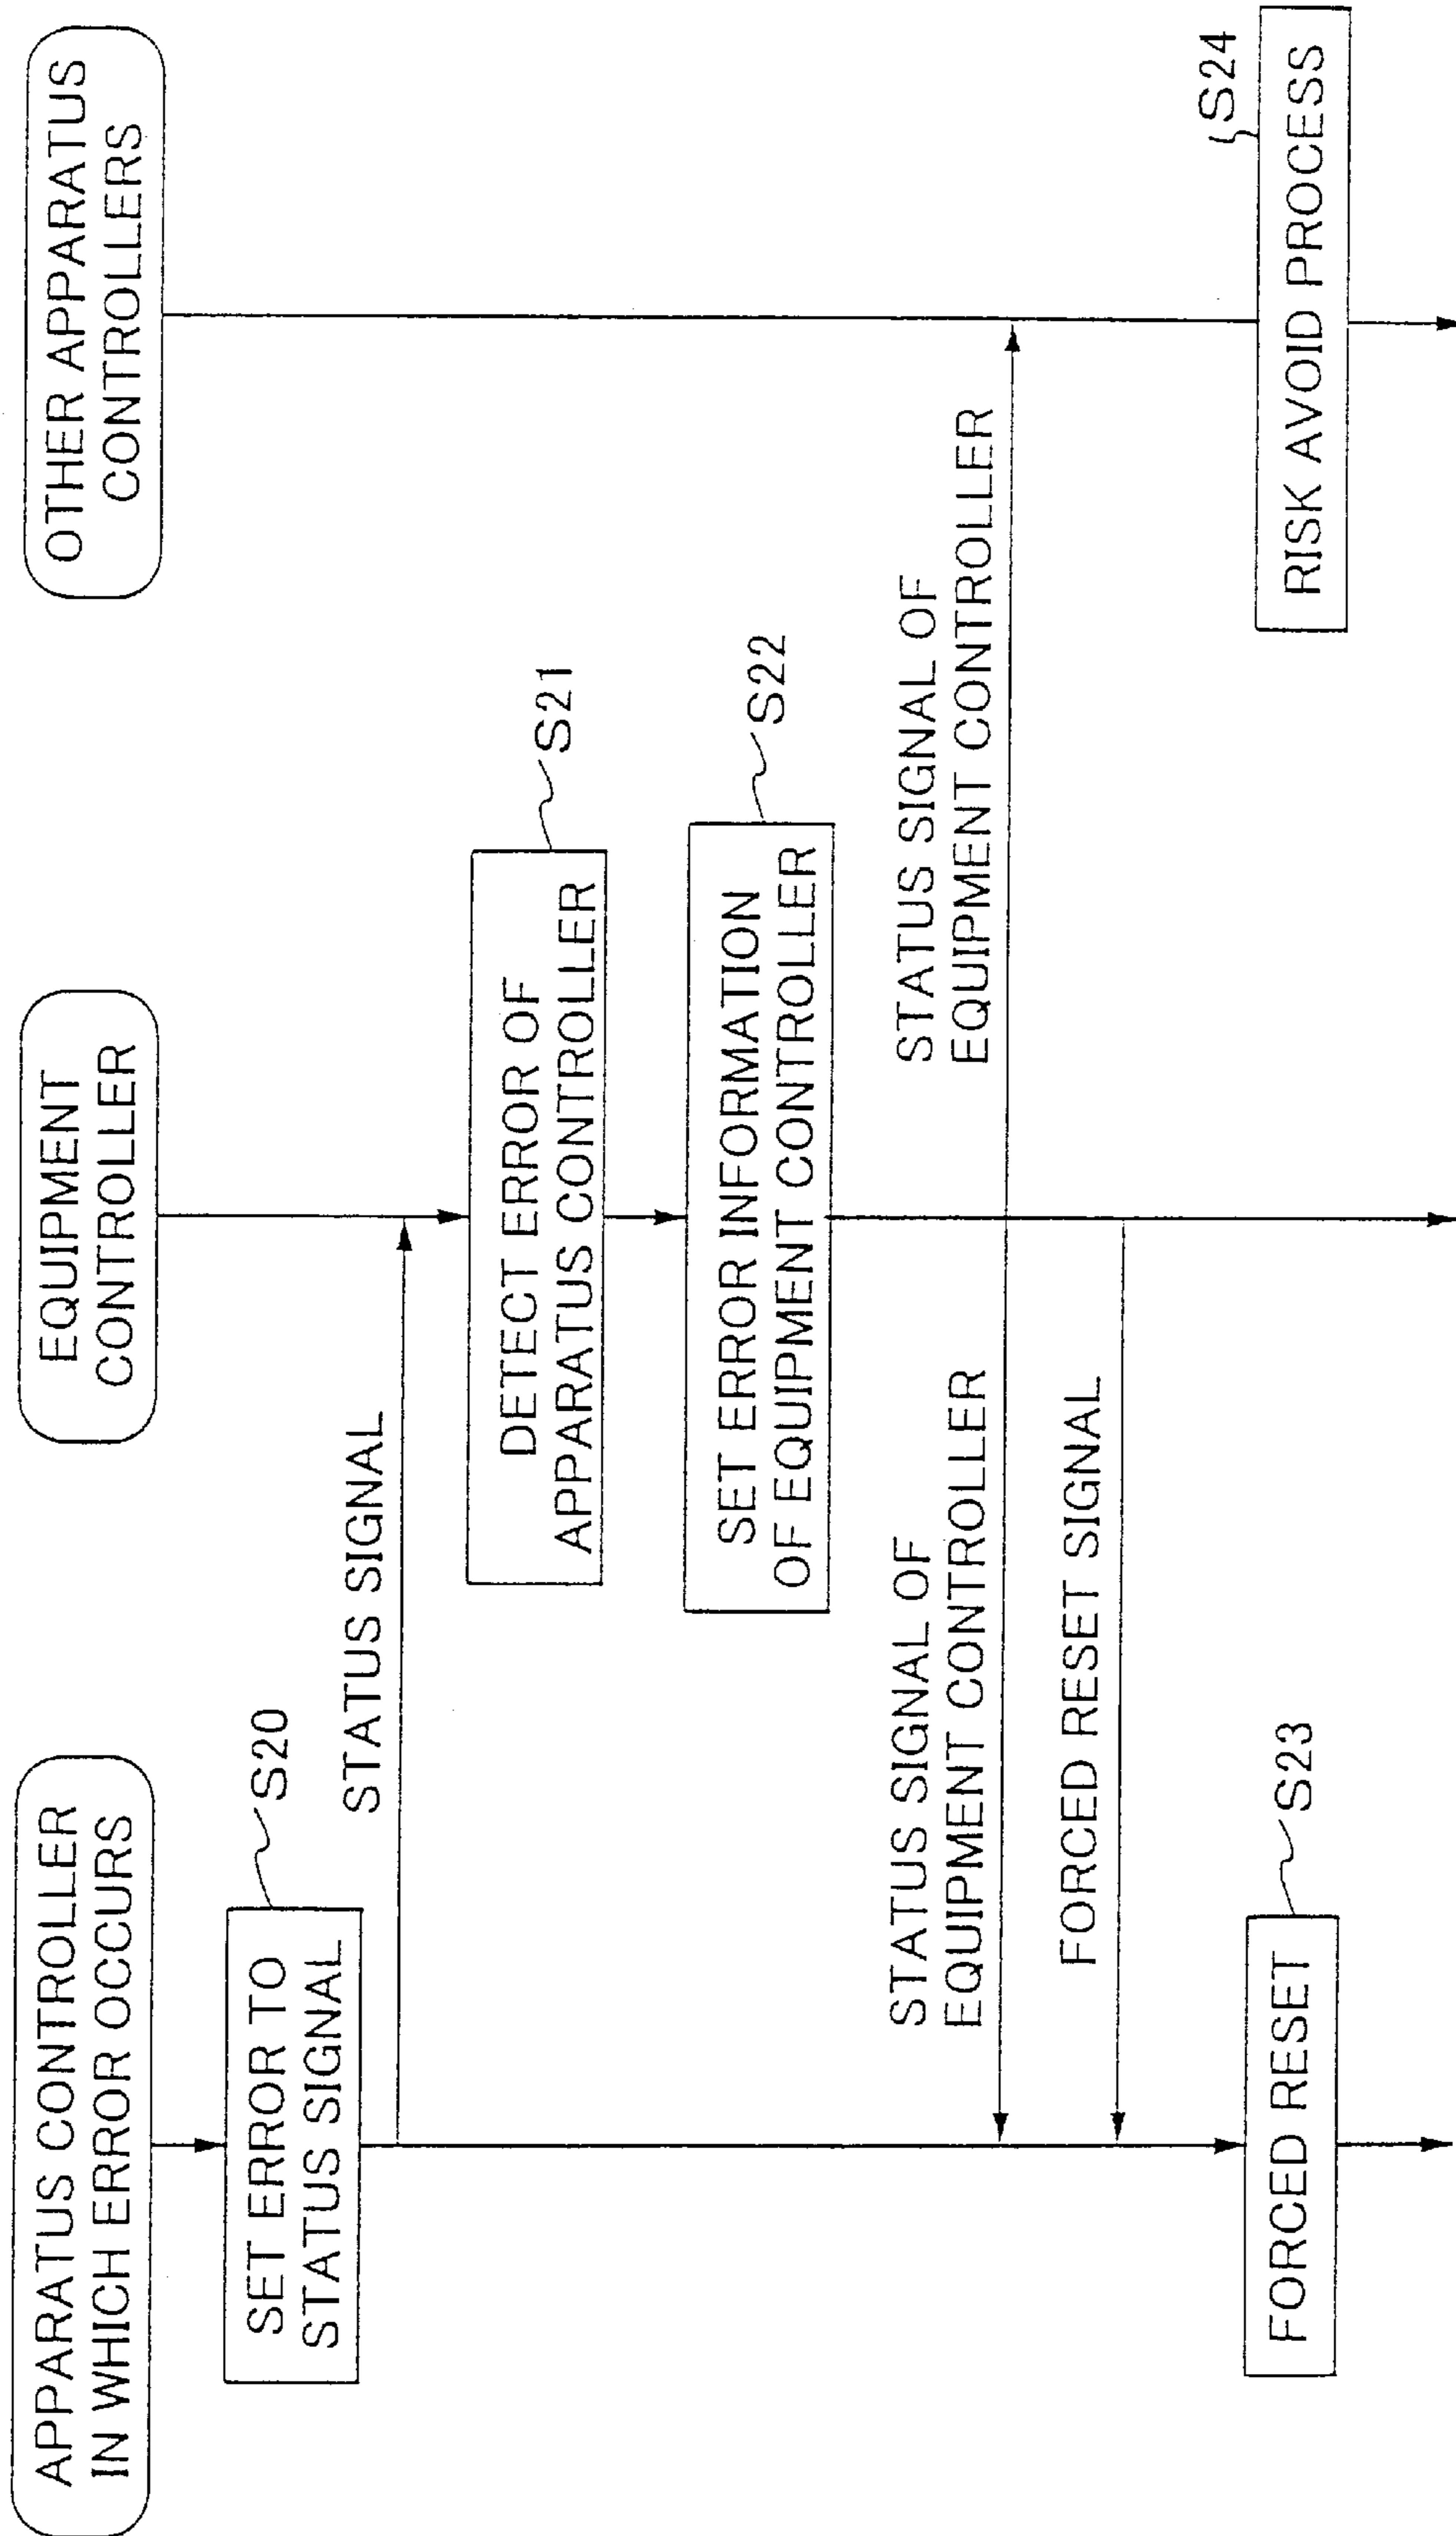 APPARATUS CONTROLLER
IN WHICH ERROR OCCURS
EQUIPMENT
CONTROLLER
OTHER APPARATUS
CONTROLLERS
SET ERROR TO
STATUS SIGNAL
S20
STATUS SIGNAL
DETECT ERROR OF
APPARATUS CONTROLLER
S21
SET ERROR INFORMATION
OF EQUIPMENT CONTROLLER
S22
STATUS SIGNAL OF
EQUIPMENT CONTROLLER
STATUS SIGNAL OF
EQUIPMENT CONTROLLER
FORCED RESET SIGNAL
FORCED RESET
S23
RISK AVOID PROCESS
S24